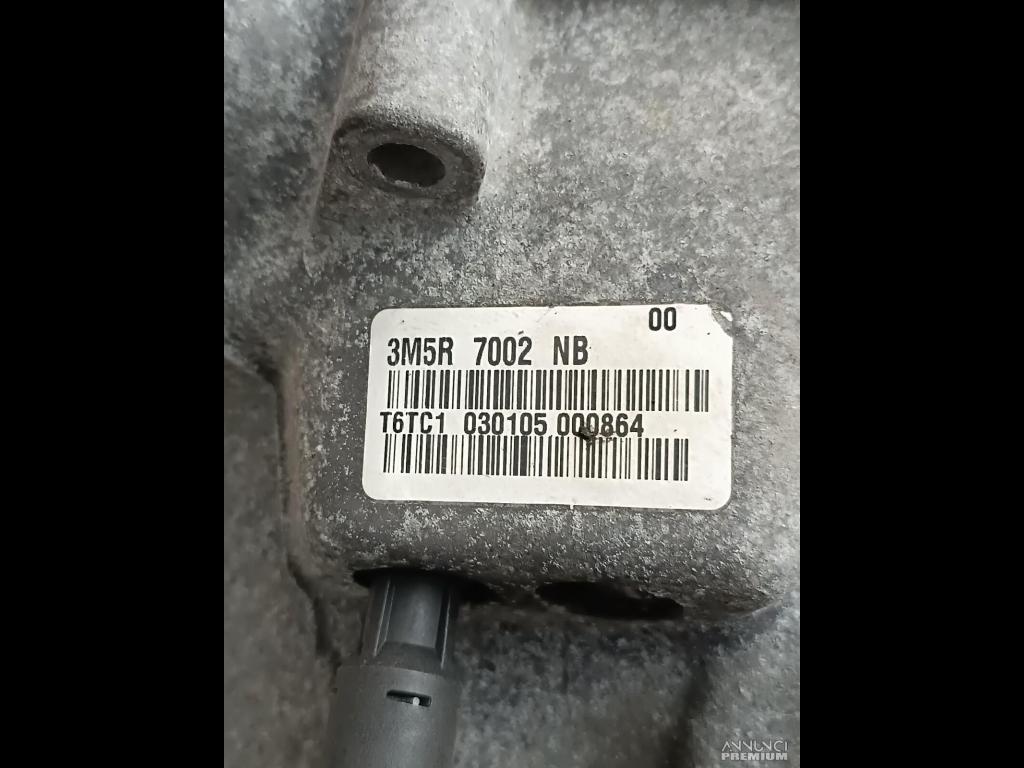 00
3M5R 7002 NB
T6TC1 030105 000864
ANNUNCI
PREMIUM